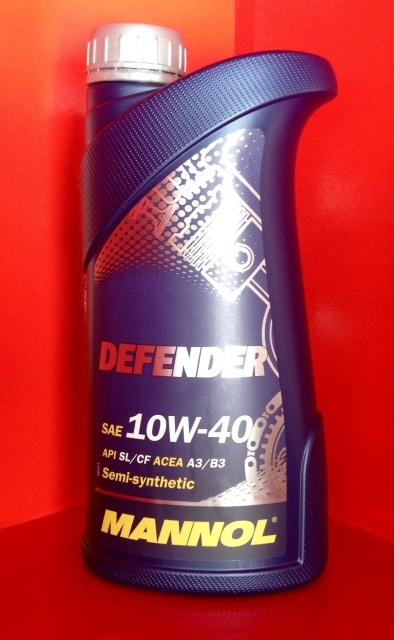 DEFENDER
SAE 10W-40
API SL/CF ACEA A3/B3
Semi-synthetic
MANNOL®